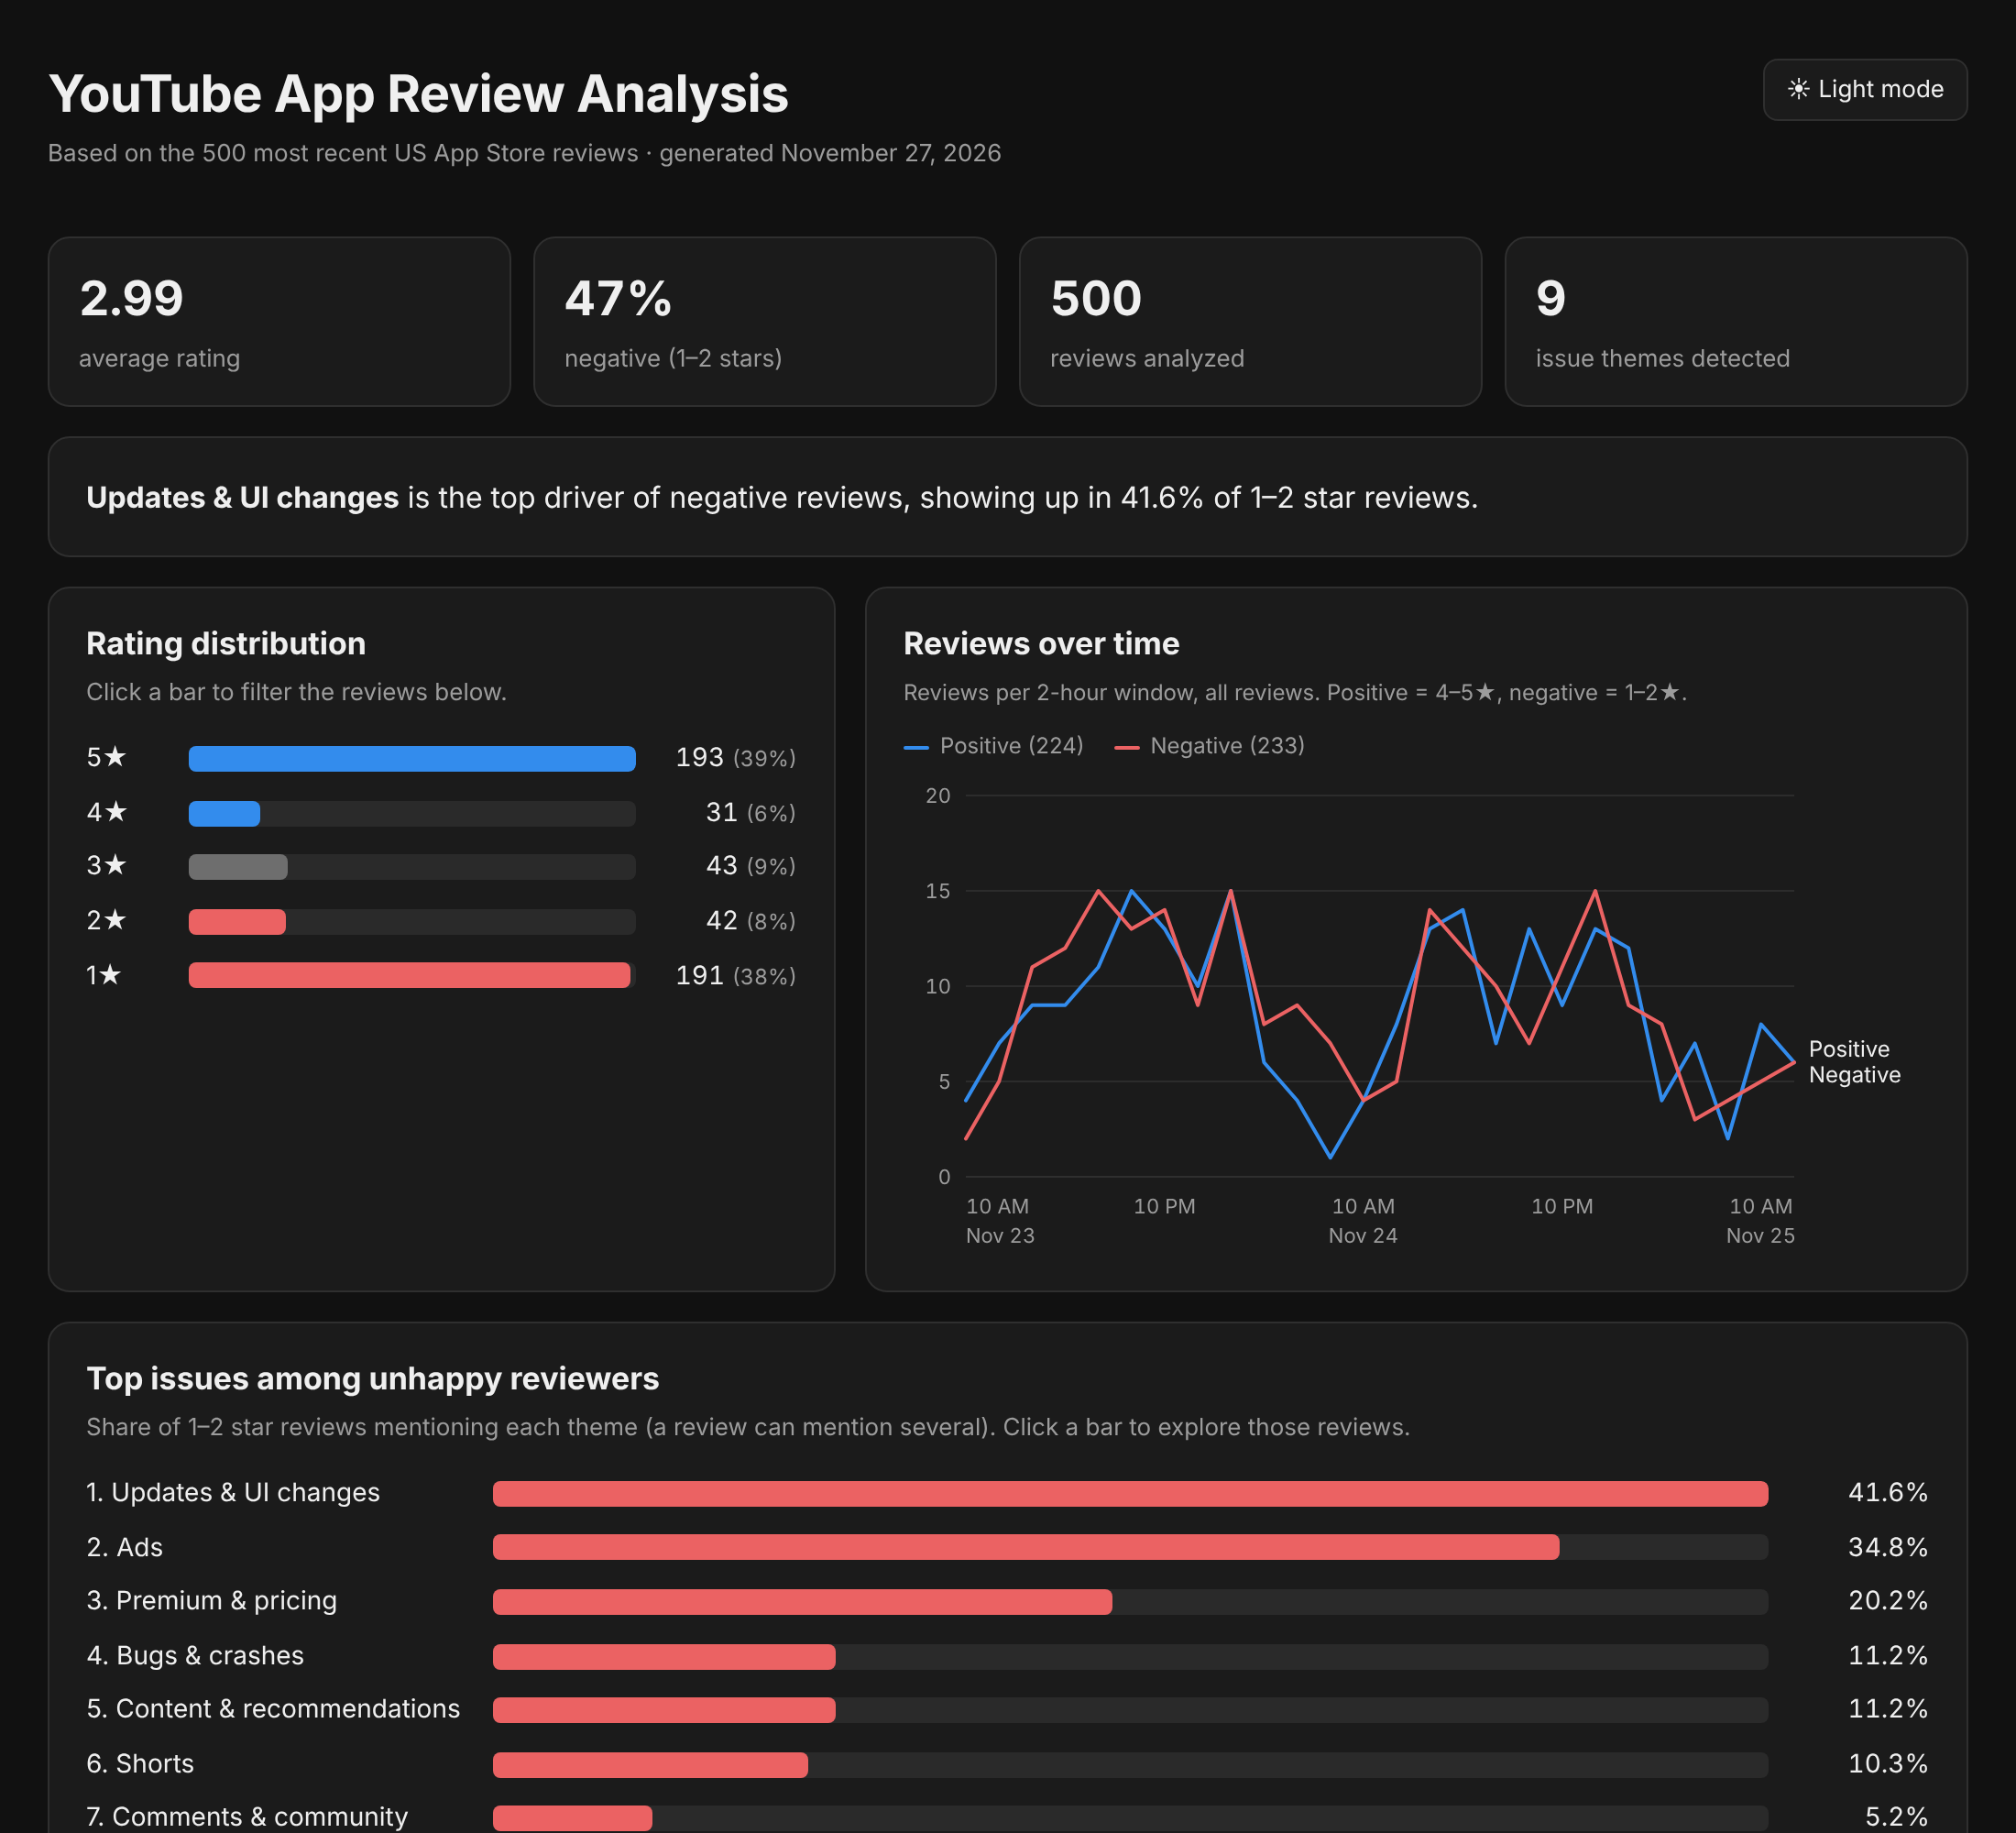 YouTube App Review Analysis
☀ Light mode
Based on the 500 most recent US App Store reviews · generated November 27, 2026
2.99
average rating
47%
negative (1–2 stars)
500
reviews analyzed
9
issue themes detected
Updates & UI changes is the top driver of negative reviews, showing up in 41.6% of 1–2 star reviews.
Rating distribution
Click a bar to filter the reviews below.
5★ 193 (39%)
4★ 31 (6%)
3★ 43 (9%)
2★ 42 (8%)
1★ 191 (38%)
Reviews over time
Reviews per 2-hour window, all reviews. Positive = 4–5★, negative = 1–2★.
Positive (224) Negative (233)
20
15
10
5
0
Positive
Negative
10 AM 10 PM 10 AM 10 PM 10 AM
Nov 23 Nov 24 Nov 25
Top issues among unhappy reviewers
Share of 1–2 star reviews mentioning each theme (a review can mention several). Click a bar to explore those reviews.
1. Updates & UI changes 41.6%
2. Ads 34.8%
3. Premium & pricing 20.2%
4. Bugs & crashes 11.2%
5. Content & recommendations 11.2%
6. Shorts 10.3%
7. Comments & community 5.2%